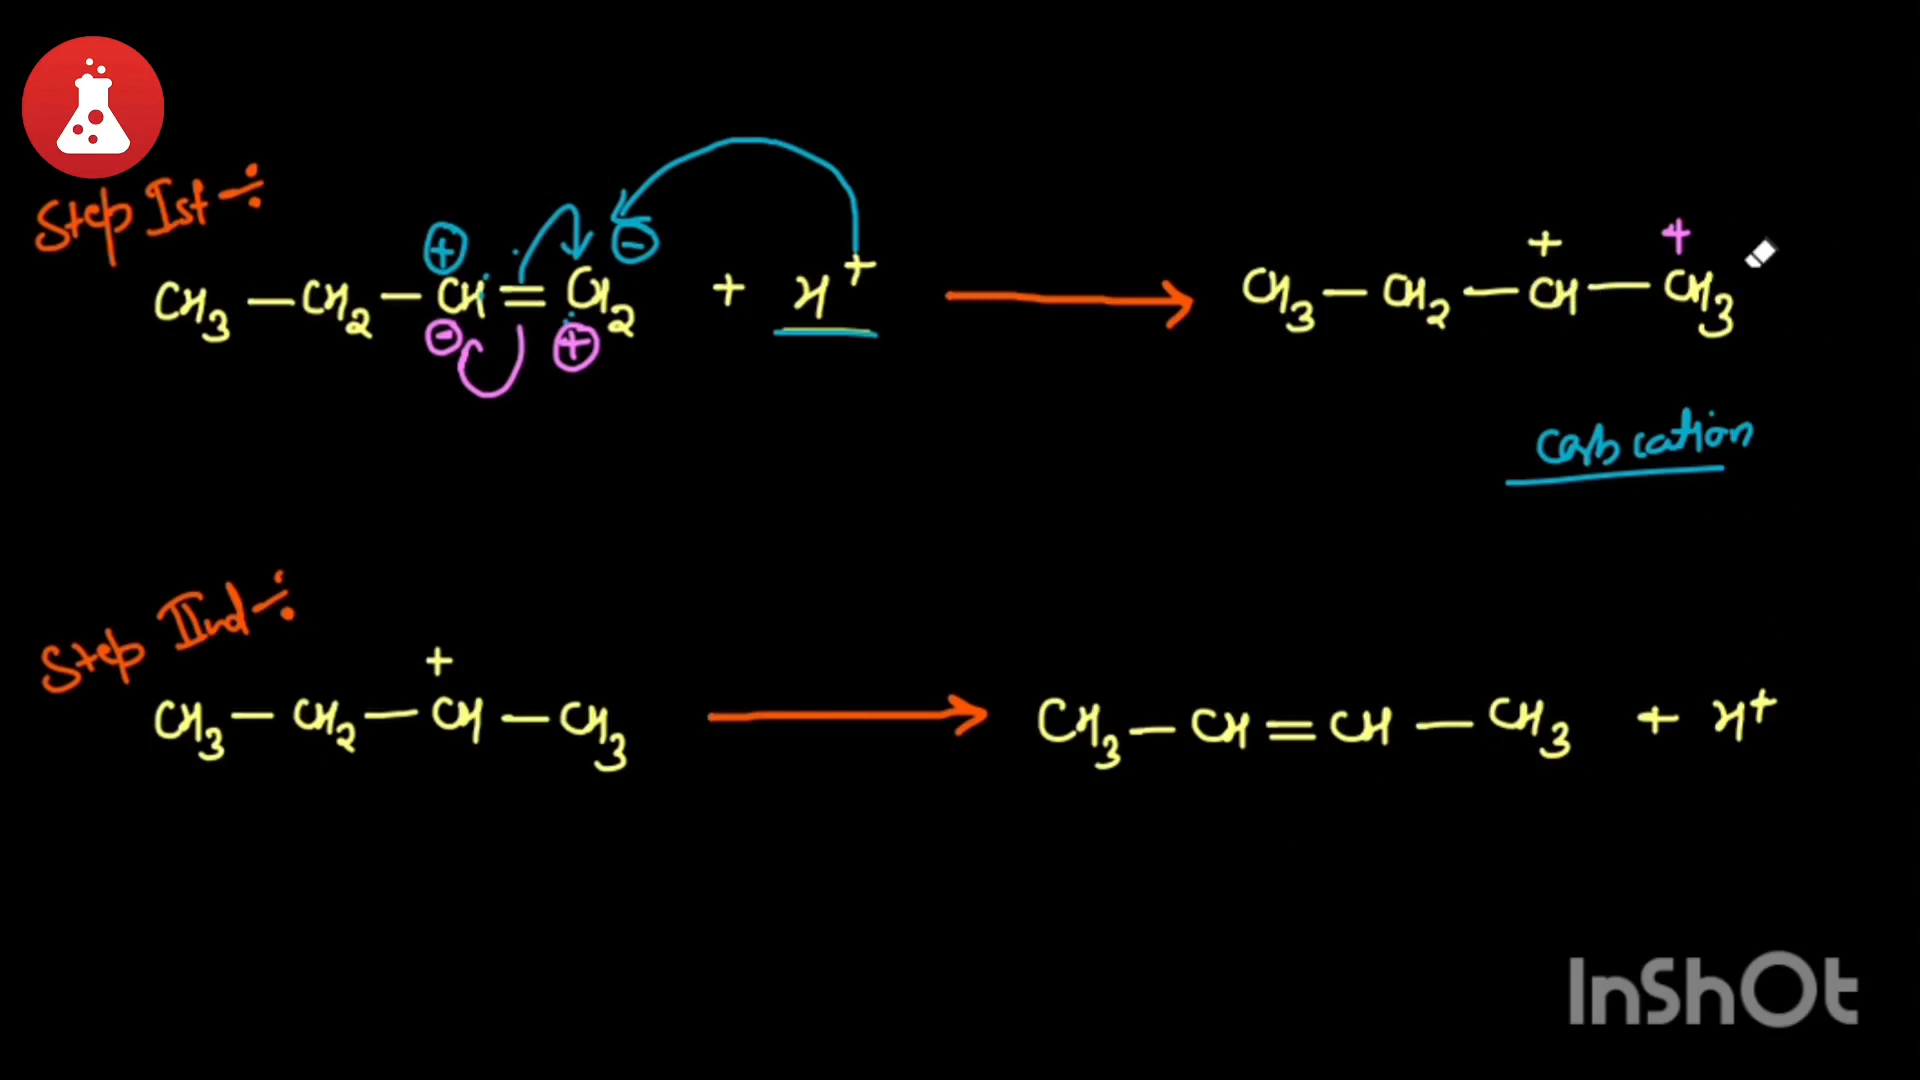 Step Ist ÷
⊕ ⊖
CH3 — CH2 — CH = CH2 + H+ ⟶ CH3 — CH2 — CH+ — CH3 +
⊖ ⊕
Carbcation
Step IInd ÷
CH3 — CH2 — CH+ — CH3 ⟶ CH3 — CH = CH — CH3 + H+
InShOt